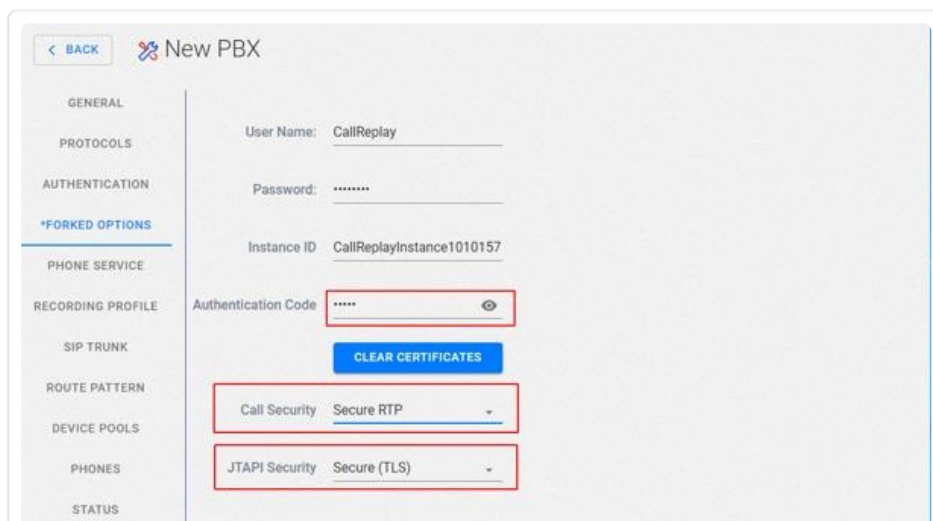 BACK
New PBX
GENERAL
PROTOCOLS
AUTHENTICATION
*FORKED OPTIONS
PHONE SERVICE
RECORDING PROFILE
SIP TRUNK
ROUTE PATTERN
DEVICE POOLS
PHONES
STATUS
User Name: CallReplay
Password: ••••••••
Instance ID CallReplayInstance1010157
Authentication Code •••••
CLEAR CERTIFICATES
Call Security Secure RTP
JTAPI Security Secure (TLS)